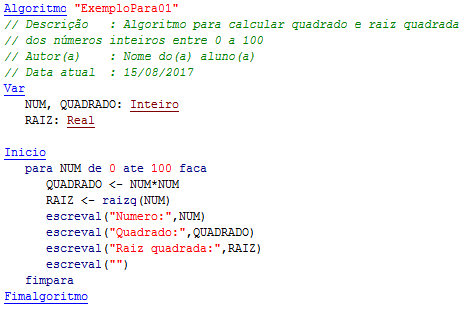 Algoritmo "ExemploPara01"
// Descrição   : Algoritmo para calcular quadrado e raiz quadrada
// dos números inteiros entre 0 a 100
// Autor(a)    : Nome do(a) aluno(a)
// Data atual  : 15/08/2017
Var
   NUM, QUADRADO: Inteiro
   RAIZ: Real

Inicio
   para NUM de 0 ate 100 faca
      QUADRADO <- NUM*NUM
      RAIZ <- raizq(NUM)
      escreval("Numero:",NUM)
      escreval("Quadrado:",QUADRADO)
      escreval("Raiz quadrada:",RAIZ)
      escreval("")
   fimpara
Fimalgoritmo